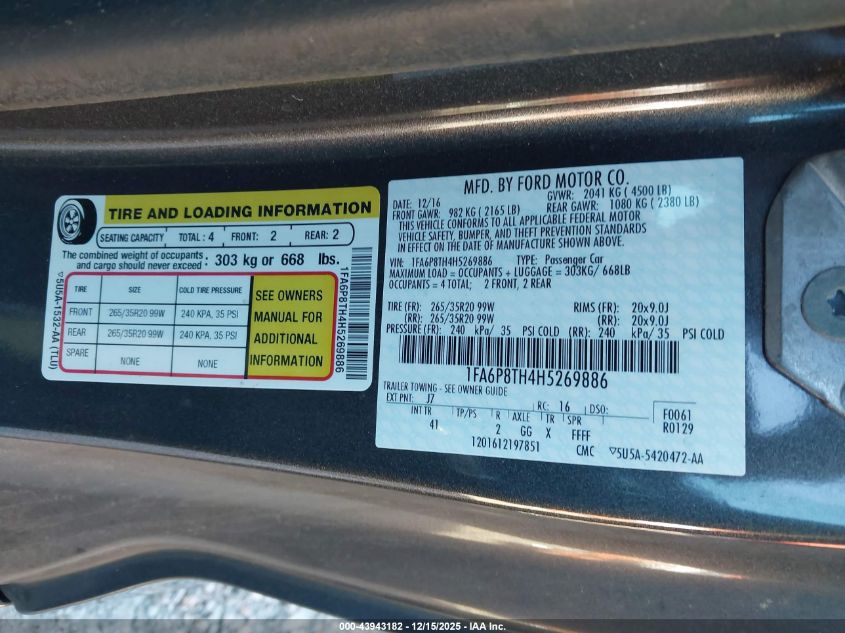 TIRE AND LOADING INFORMATION
SEATING CAPACITY TOTAL: 4 FRONT: 2 REAR: 2
The combined weight of occupants and cargo should never exceed: 303 kg or 668 lbs.
TIRE SIZE COLD TIRE PRESSURE
FRONT 265/35R20 99W 240 KPA, 35 PSI
REAR 265/35R20 99W 240 KPA, 35 PSI
SPARE NONE NONE
SEE OWNERS
MANUAL FOR
ADDITIONAL
INFORMATION
5U5A-1532-AA (TLU)
1FA6P8TH4H5269886
MFD. BY FORD MOTOR CO.
DATE: 12/16 GVWR: 2041 KG ( 4500 LB)
FRONT GAWR: 982 KG ( 2165 LB) REAR GAWR: 1080 KG ( 2380 LB)
THIS VEHICLE CONFORMS TO ALL APPLICABLE FEDERAL MOTOR
VEHICLE SAFETY, BUMPER, AND THEFT PREVENTION STANDARDS
IN EFFECT ON THE DATE OF MANUFACTURE SHOWN ABOVE.
VIN: 1FA6P8TH4H5269886 TYPE: Passenger Car
MAXIMUM LOAD = OCCUPANTS + LUGGAGE = 303KG/ 668LB
OCCUPANTS = 4 TOTAL; 2 FRONT, 2 REAR
TIRE (FR): 265/35R20 99W RIMS (FR): 20x9.0J
(RR): 265/35R20 99W (RR): 20x9.0J
PRESSURE (FR): 240 kPa/ 35 PSI COLD (RR): 240 kPa/ 35 PSI COLD
1FA6P8TH4H5269886
TRAILER TOWING - SEE OWNER GUIDE
EXT PNT: J7 RC: 16 DSO: F0061
INT TR TP/PS R AXLE TR SPR R0129
41 2 GG X FFFF
1201612197851 CMC 5U5A-5420472-AA
000-43943182 - 12/15/2025 - IAA Inc.